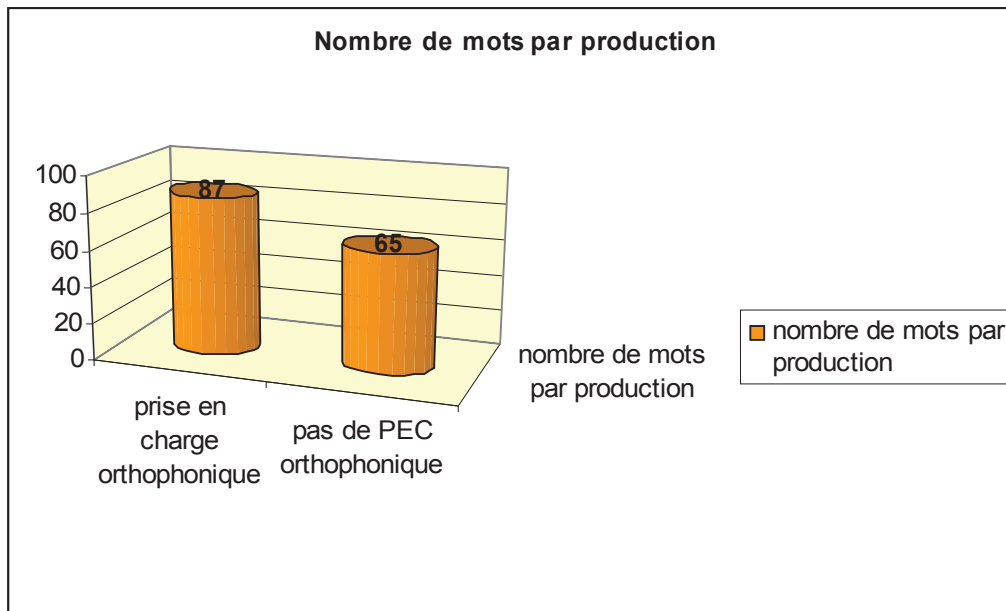 Nombre de mots par production
100
80
60
40
20
0
87
65
prise en
charge
orthophonique
pas de PEC
orthophonique
nombre de mots
par production
nombre de mots par
production